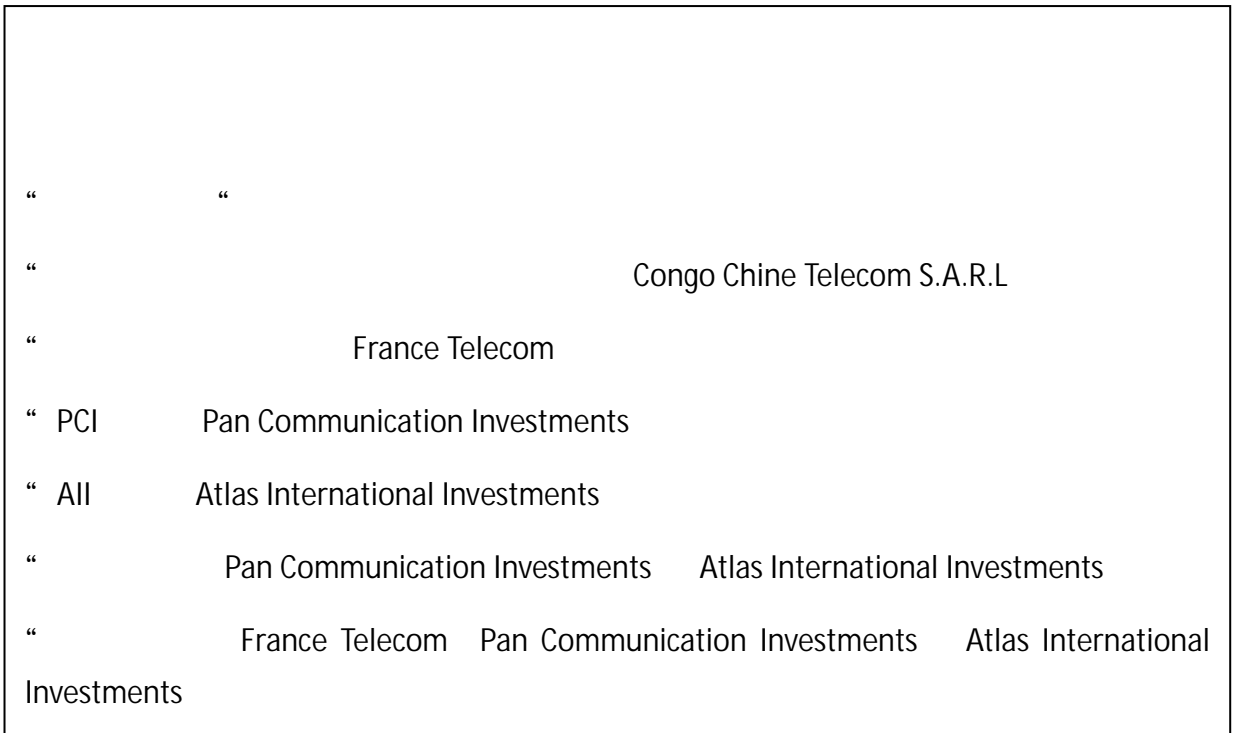 “ “
“ Congo Chine Telecom S.A.R.L
“ France Telecom
“ PCI Pan Communication Investments
“ AII Atlas International Investments
“ Pan Communication Investments Atlas International Investments
“ France Telecom Pan Communication Investments Atlas International
Investments